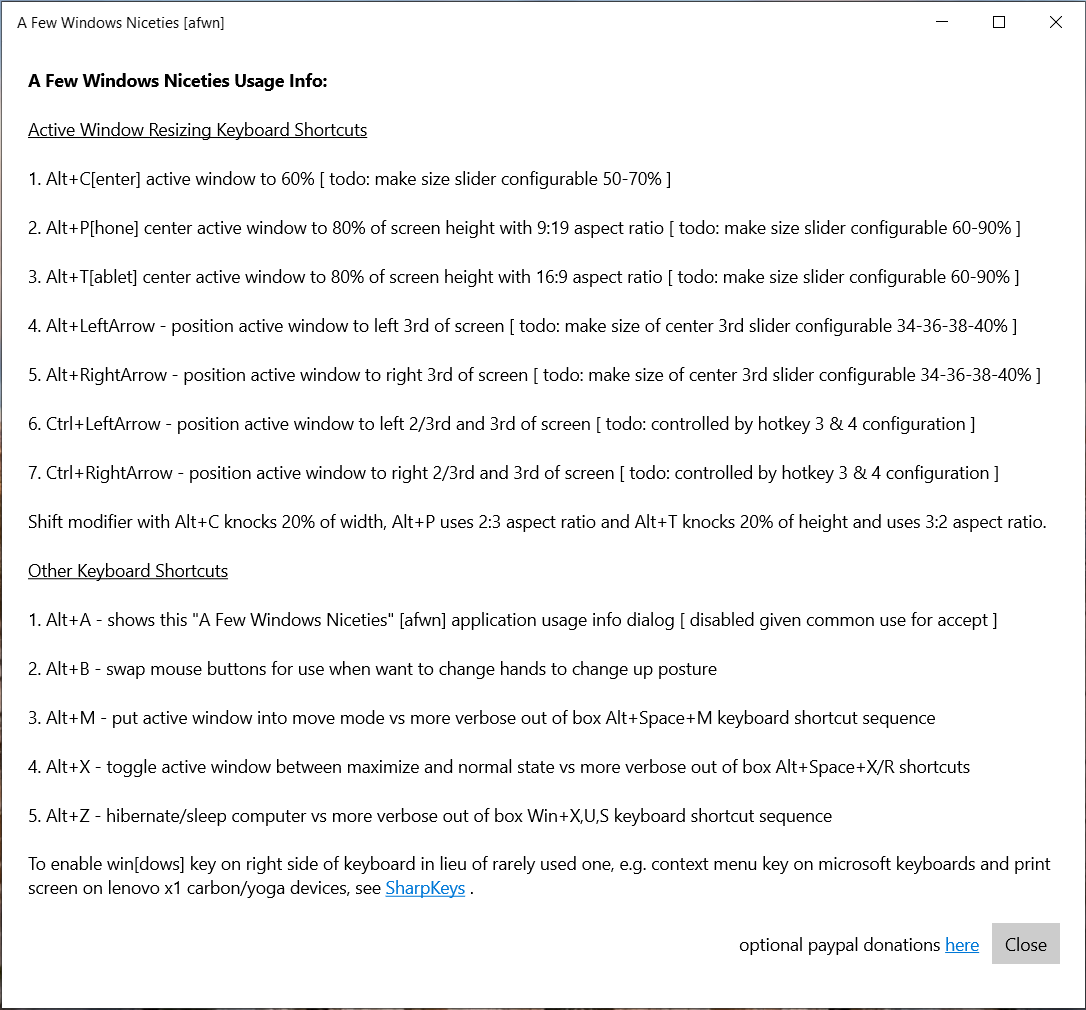 A Few Windows Niceties [afwn]
A Few Windows Niceties Usage Info:
Active Window Resizing Keyboard Shortcuts
1. Alt+C[enter] active window to 60% [ todo: make size slider configurable 50-70% ]
2. Alt+P[hone] center active window to 80% of screen height with 9:19 aspect ratio [ todo: make size slider configurable 60-90% ]
3. Alt+T[ablet] center active window to 80% of screen height with 16:9 aspect ratio [ todo: make size slider configurable 60-90% ]
4. Alt+LeftArrow - position active window to left 3rd of screen [ todo: make size of center 3rd slider configurable 34-36-38-40% ]
5. Alt+RightArrow - position active window to right 3rd of screen [ todo: make size of center 3rd slider configurable 34-36-38-40% ]
6. Ctrl+LeftArrow - position active window to left 2/3rd and 3rd of screen [ todo: controlled by hotkey 3 & 4 configuration ]
7. Ctrl+RightArrow - position active window to right 2/3rd and 3rd of screen [ todo: controlled by hotkey 3 & 4 configuration ]
Shift modifier with Alt+C knocks 20% of width, Alt+P uses 2:3 aspect ratio and Alt+T knocks 20% of height and uses 3:2 aspect ratio.
Other Keyboard Shortcuts
1. Alt+A - shows this "A Few Windows Niceties" [afwn] application usage info dialog [ disabled given common use for accept ]
2. Alt+B - swap mouse buttons for use when want to change hands to change up posture
3. Alt+M - put active window into move mode vs more verbose out of box Alt+Space+M keyboard shortcut sequence
4. Alt+X - toggle active window between maximize and normal state vs more verbose out of box Alt+Space+X/R shortcuts
5. Alt+Z - hibernate/sleep computer vs more verbose out of box Win+X,U,S keyboard shortcut sequence
To enable win[dows] key on right side of keyboard in lieu of rarely used one, e.g. context menu key on microsoft keyboards and print
screen on lenovo x1 carbon/yoga devices, see SharpKeys .
optional paypal donations here Close